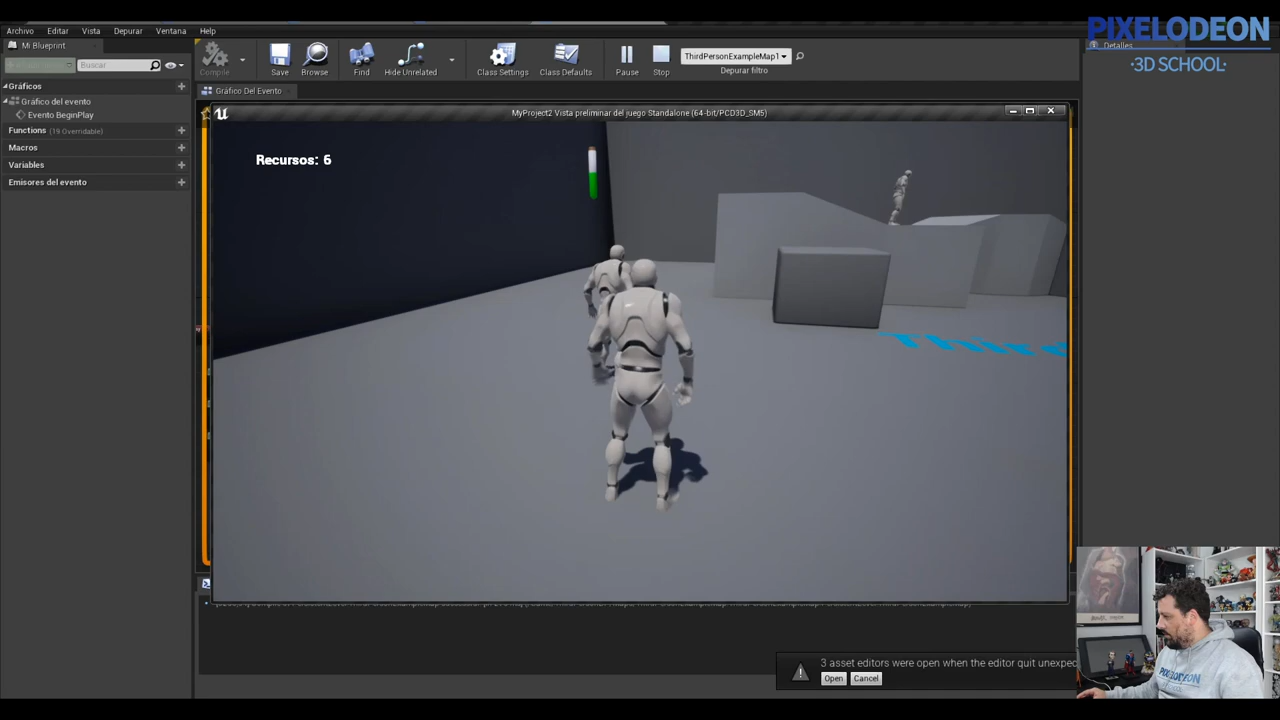 Archivo Editar Vista Depurar Ventana Help
PIXELODEON
·3D SCHOOL·
Mi Blueprint
Detalles
Buscar
Compile
Save
Browse
Find
Hide Unrelated
Class Settings
Class Defaults
Pause
Stop
ThirdPersonExampleMap1
Depurar filtro
Gráficos
Gráfico Del Evento
Gráfico del evento
Evento BeginPlay
Functions (19 Overridable)
Macros
Variables
Emisores del evento
MyProject2 Vista preliminar del juego Standalone (64-bit/PCD3D_SM5)
Recursos: 6
3 asset editors were open when the editor quit unexpec
Open
Cancel
PIXELODEON